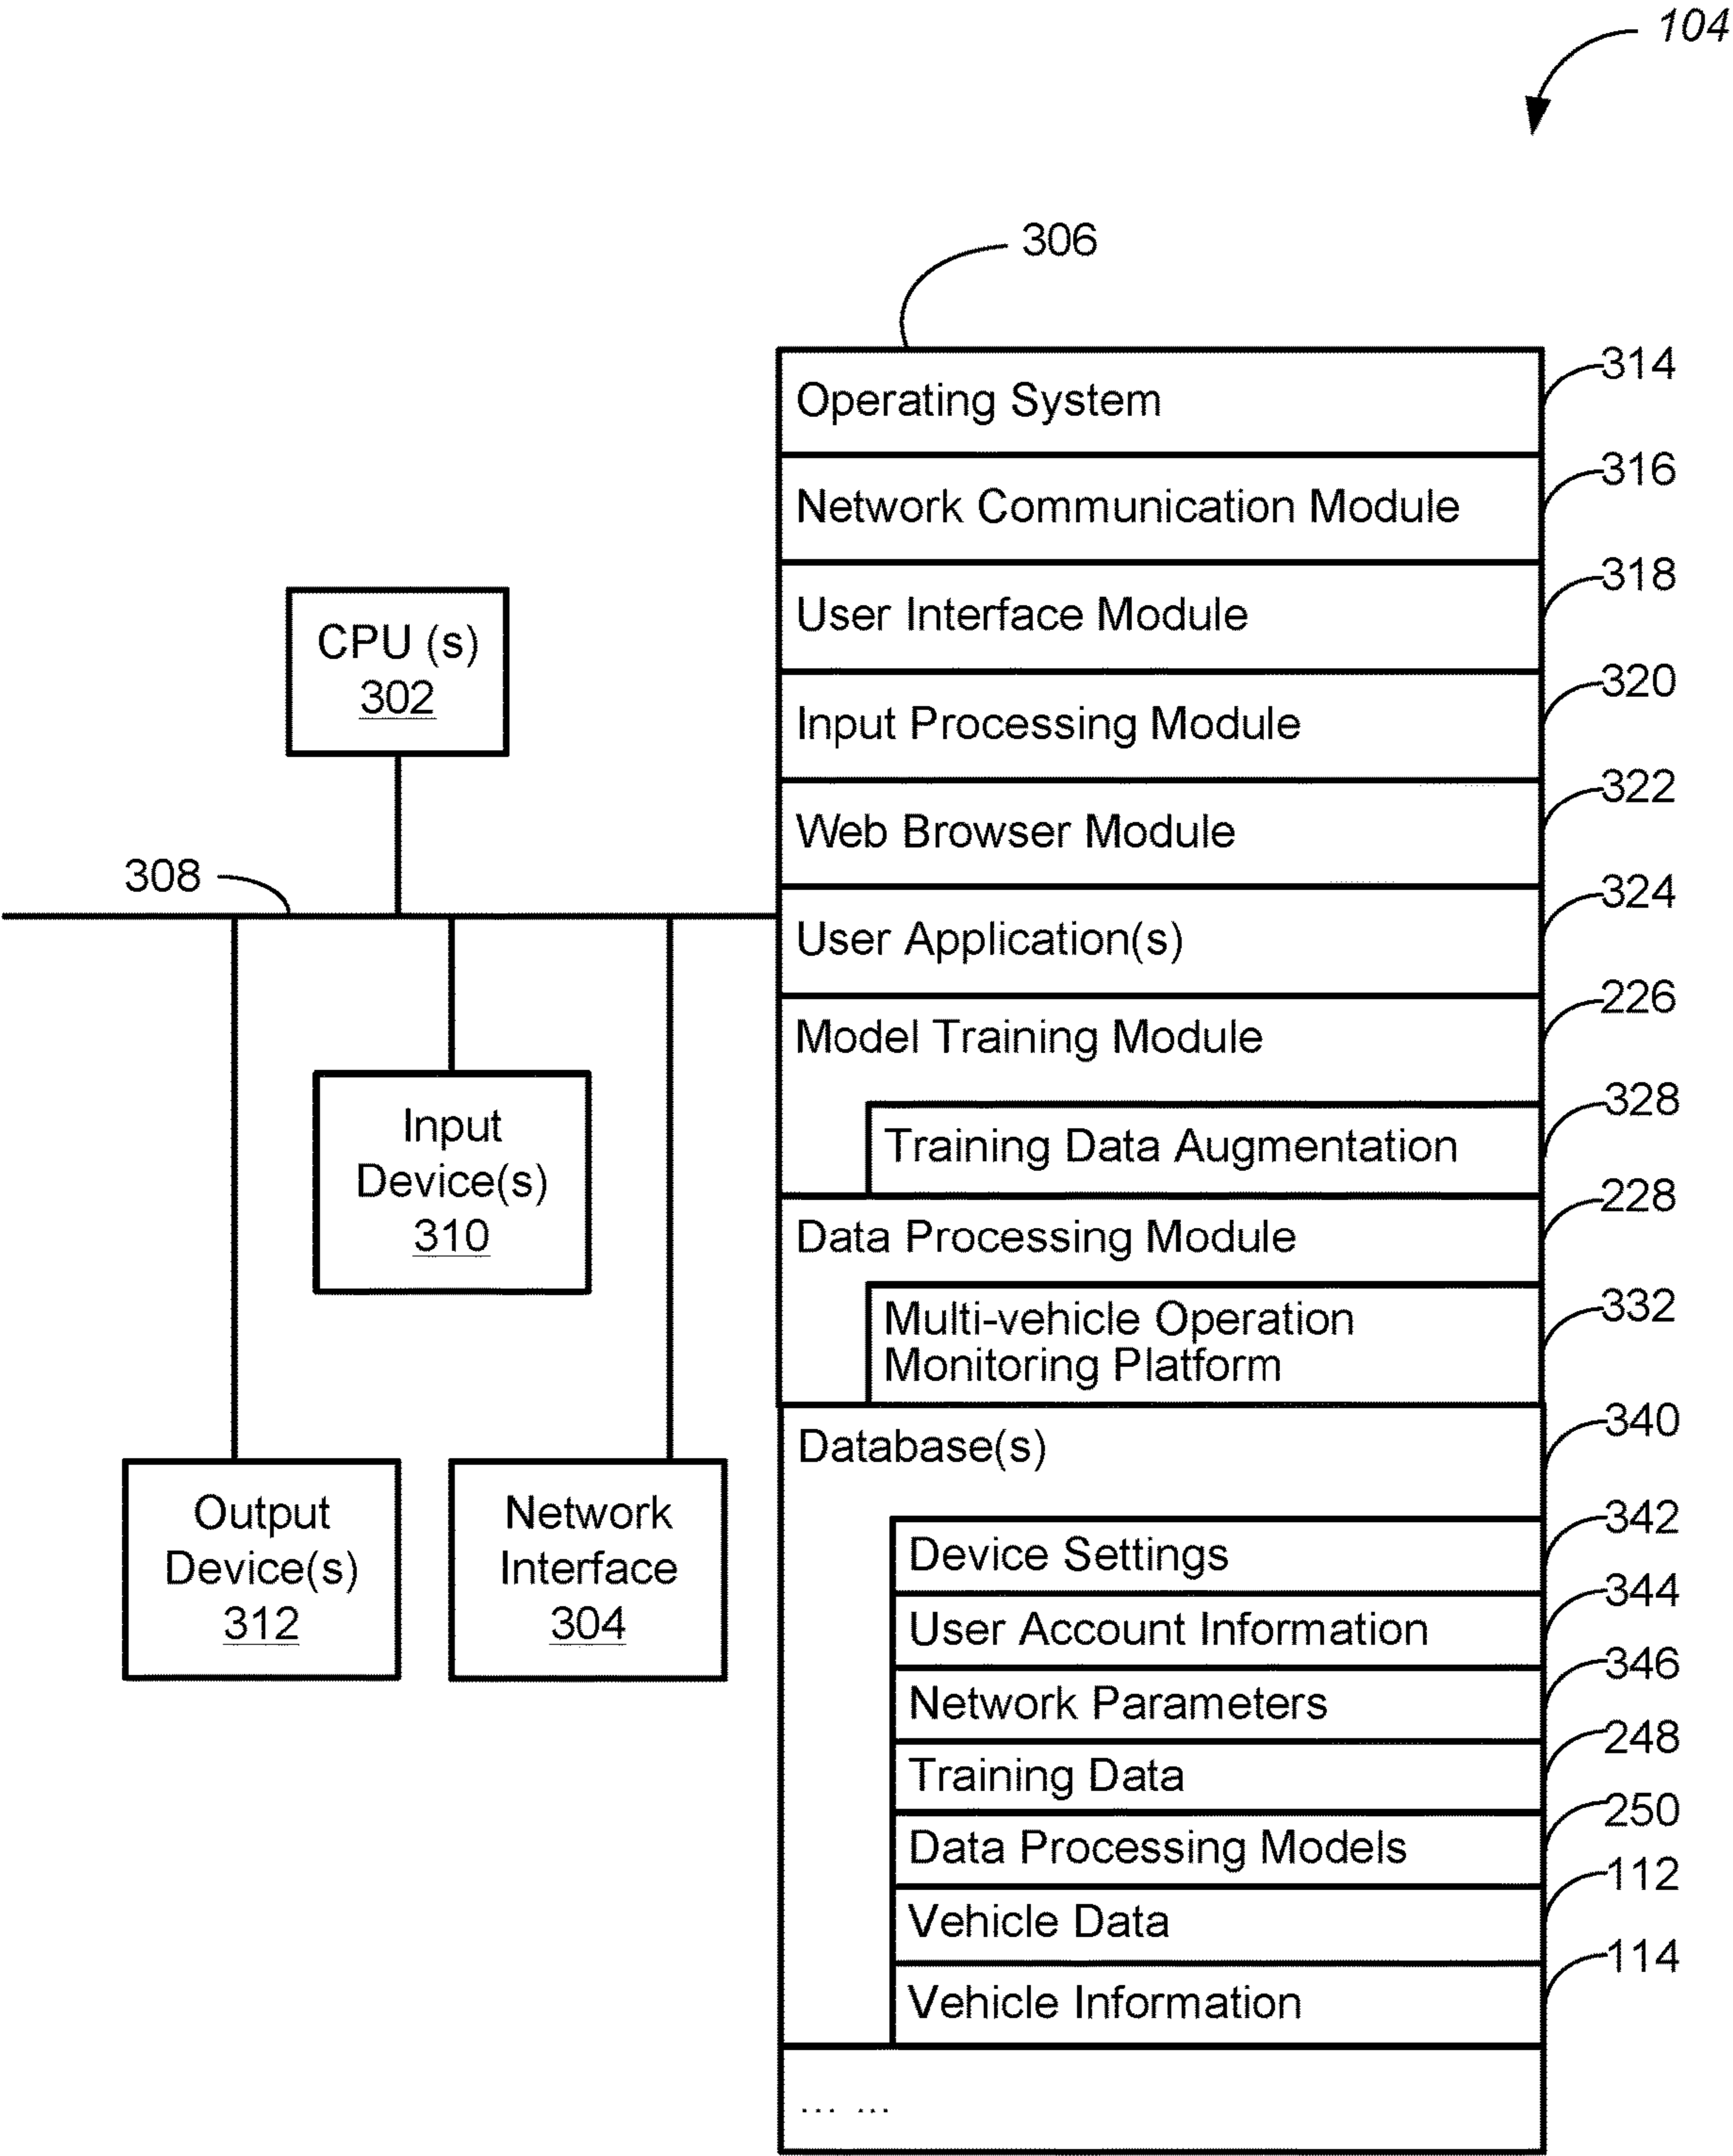 104
306
Operating System 314
Network Communication Module 316
User Interface Module 318
Input Processing Module 320
Web Browser Module 322
User Application(s) 324
Model Training Module 226
Training Data Augmentation 328
Data Processing Module 228
Multi-vehicle Operation
Monitoring Platform 332
Database(s) 340
Device Settings 342
User Account Information 344
Network Parameters 346
Training Data 248
Data Processing Models 250
Vehicle Data 112
Vehicle Information 114
... ...
CPU (s)
302
308
Input
Device(s)
310
Output
Device(s)
312
Network
Interface
304